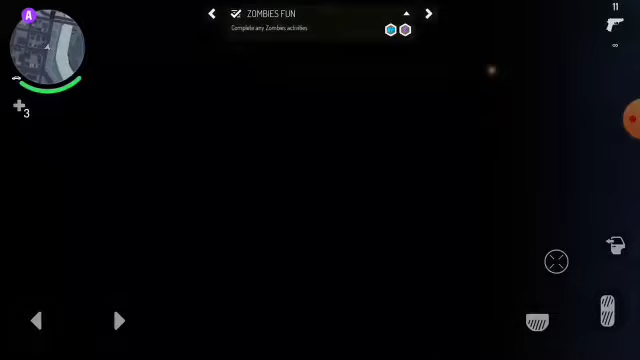 A
ZOMBIES FUN
Complete any Zombies activities
11
∞
3